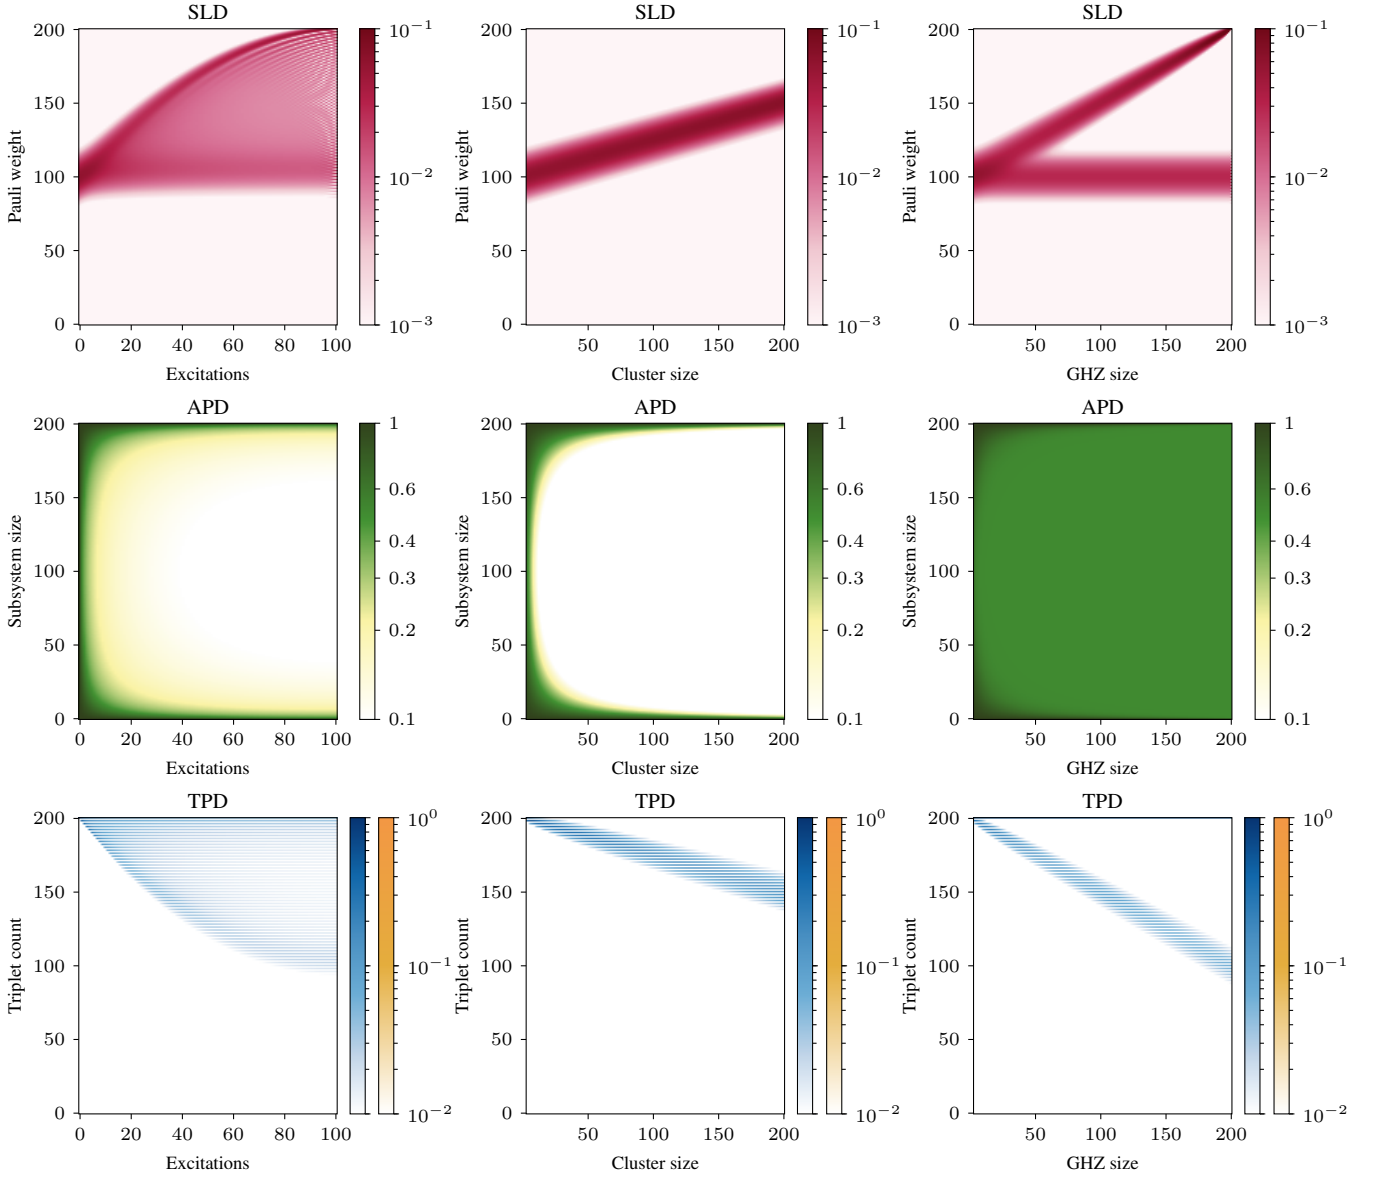 SLD
SLD
SLD
200
150
100
50
0
Pauli weight
0 20 40 60 80 100
Excitations
10⁻¹
10⁻²
10⁻³
200
150
100
50
0
Pauli weight
50 100 150 200
Cluster size
10⁻¹
10⁻²
10⁻³
200
150
100
50
0
Pauli weight
50 100 150 200
GHZ size
10⁻¹
10⁻²
10⁻³
APD
APD
APD
200
150
100
50
0
Subsystem size
0 20 40 60 80 100
Excitations
1
0.6
0.4
0.3
0.2
0.1
200
150
100
50
0
Subsystem size
50 100 150 200
Cluster size
1
0.6
0.4
0.3
0.2
0.1
200
150
100
50
0
Subsystem size
50 100 150 200
GHZ size
1
0.6
0.4
0.3
0.2
0.1
TPD
TPD
TPD
200
150
100
50
0
Triplet count
0 20 40 60 80 100
Excitations
10⁰
10⁻¹
10⁻²
200
150
100
50
0
Triplet count
50 100 150 200
Cluster size
10⁰
10⁻¹
10⁻²
200
150
100
50
0
Triplet count
50 100 150 200
GHZ size
10⁰
10⁻¹
10⁻²